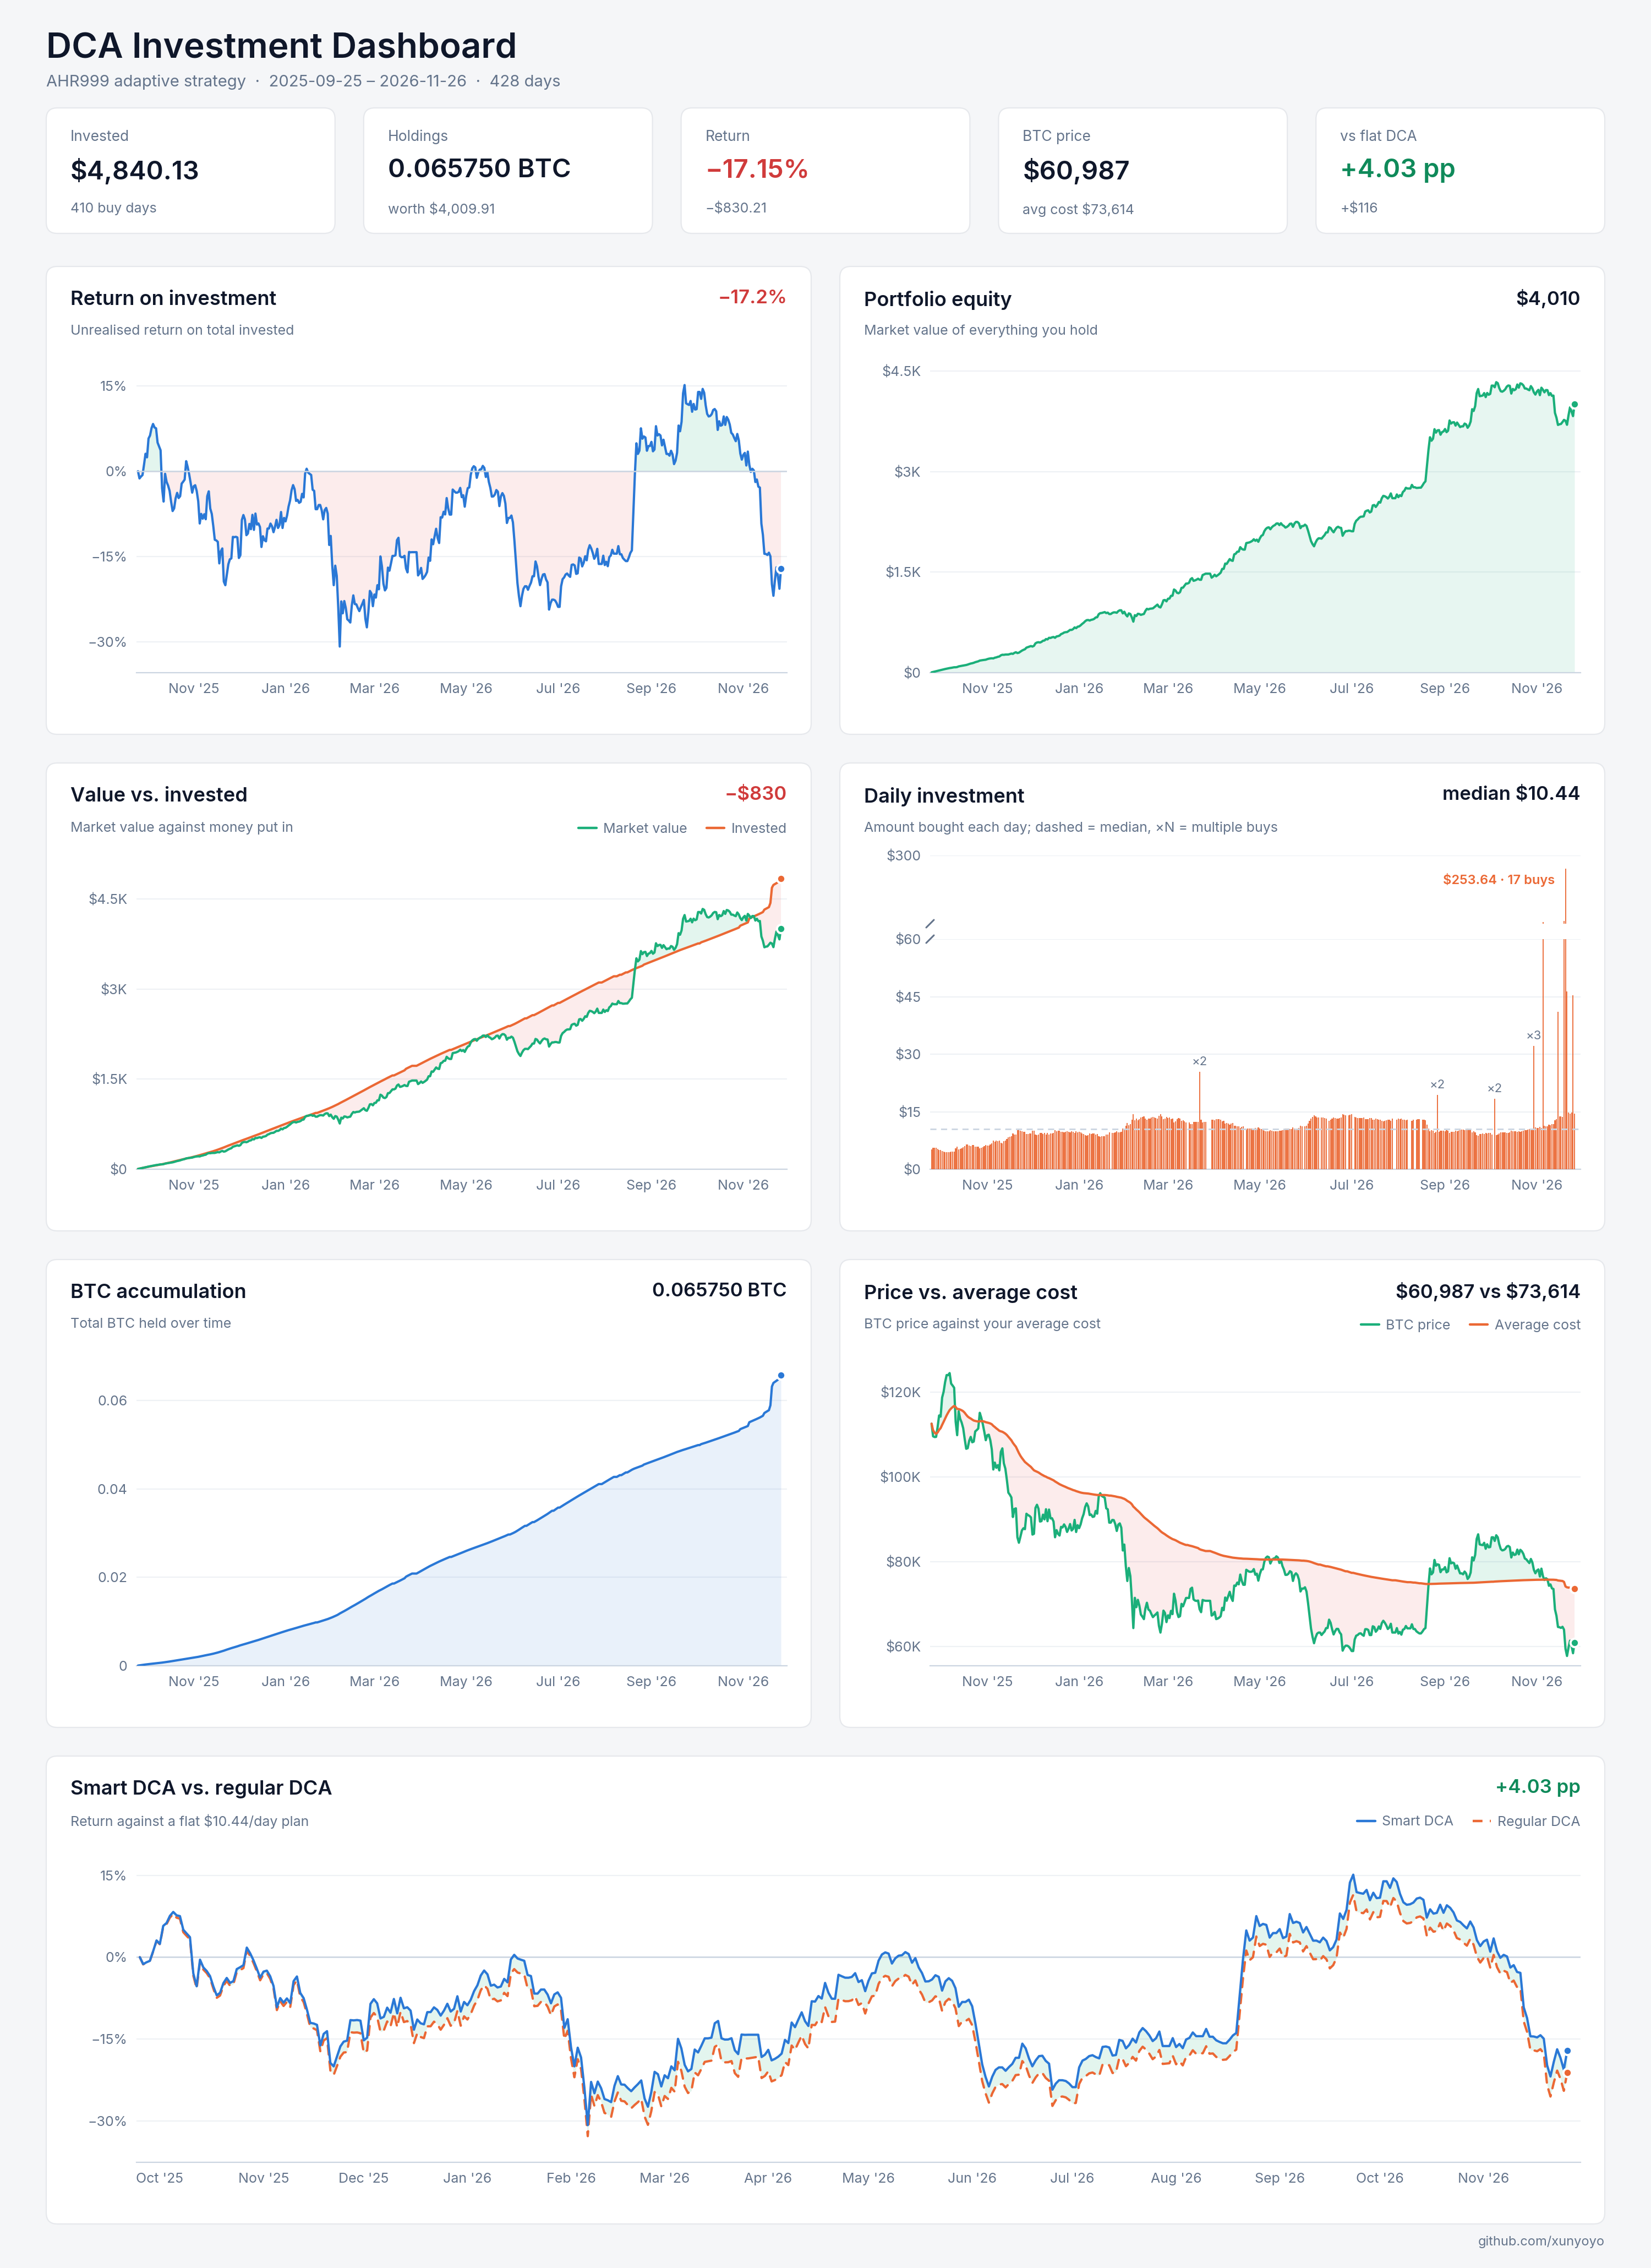 DCA Investment Dashboard
AHR999 adaptive strategy · 2025-09-25 – 2026-11-26 · 428 days
Invested
$4,840.13
410 buy days
Holdings
0.065750 BTC
worth $4,009.91
Return
−17.15%
−$830.21
BTC price
$60,987
avg cost $73,614
vs flat DCA
+4.03 pp
+$116
Return on investment
−17.2%
Unrealised return on total invested
15%
0%
−15%
−30%
Nov '25 Jan '26 Mar '26 May '26 Jul '26 Sep '26 Nov '26
Portfolio equity
$4,010
Market value of everything you hold
$4.5K
$3K
$1.5K
$0
Nov '25 Jan '26 Mar '26 May '26 Jul '26 Sep '26 Nov '26
Value vs. invested
−$830
Market value against money put in
Market value Invested
$4.5K
$3K
$1.5K
$0
Nov '25 Jan '26 Mar '26 May '26 Jul '26 Sep '26 Nov '26
Daily investment
median $10.44
Amount bought each day; dashed = median, ×N = multiple buys
$300
$253.64 · 17 buys
$60
$45
×3
$30
×2
×2
×2
$15
$0
Nov '25 Jan '26 Mar '26 May '26 Jul '26 Sep '26 Nov '26
BTC accumulation
0.065750 BTC
Total BTC held over time
0.06
0.04
0.02
0
Nov '25 Jan '26 Mar '26 May '26 Jul '26 Sep '26 Nov '26
Price vs. average cost
$60,987 vs $73,614
BTC price against your average cost
BTC price Average cost
$120K
$100K
$80K
$60K
Nov '25 Jan '26 Mar '26 May '26 Jul '26 Sep '26 Nov '26
Smart DCA vs. regular DCA
+4.03 pp
Return against a flat $10.44/day plan
Smart DCA Regular DCA
15%
0%
−15%
−30%
Oct '25 Nov '25 Dec '25 Jan '26 Feb '26 Mar '26 Apr '26 May '26 Jun '26 Jul '26 Aug '26 Sep '26 Oct '26 Nov '26
github.com/xunyoyo